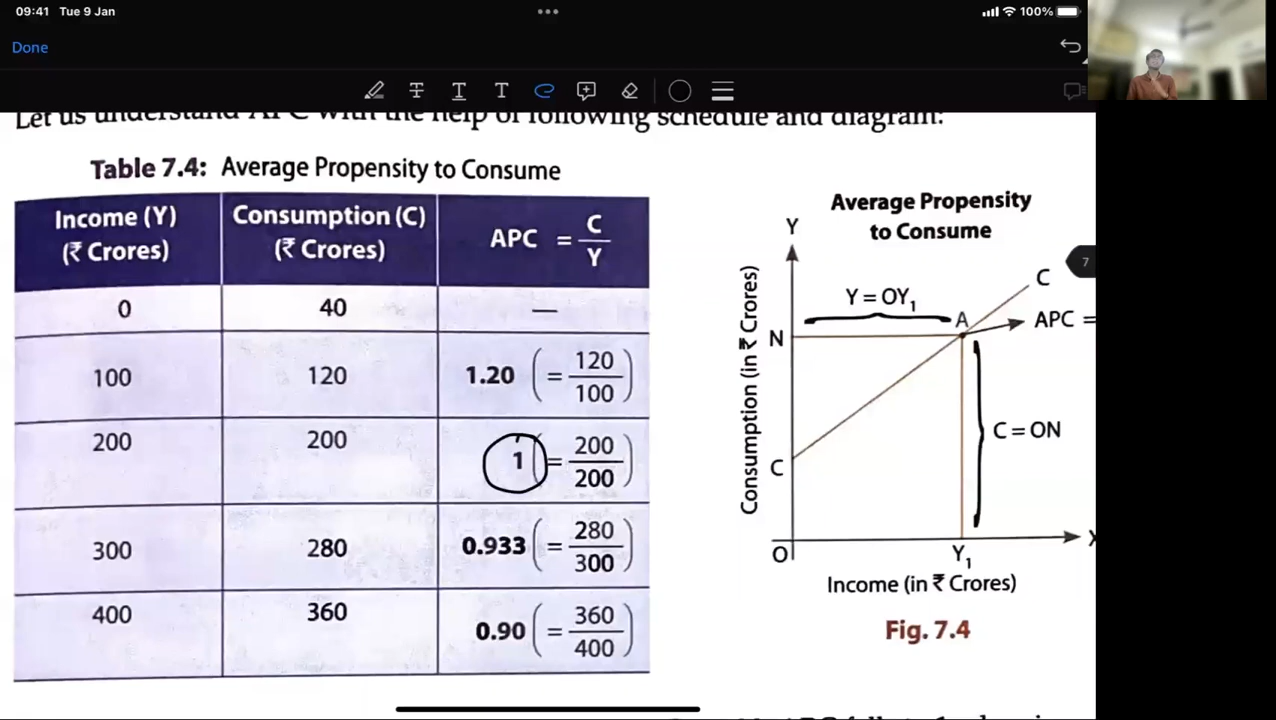 09:41 Tue 9 Jan
100%
Done
Let us understand APC with the help of following schedule and diagram:
Table 7.4: Average Propensity to Consume
Income (Y) (₹ Crores) Consumption (C) (₹ Crores) APC = C/Y
0 40 —
100 120 1.20 (= 120/100)
200 200 1 (= 200/200)
300 280 0.933 (= 280/300)
400 360 0.90 (= 360/400)
Average Propensity
to Consume
Y
7
C
Y = OY₁
A
APC =
N
Consumption (in ₹ Crores)
C = ON
C
O
Y₁
X
Income (in ₹ Crores)
Fig. 7.4